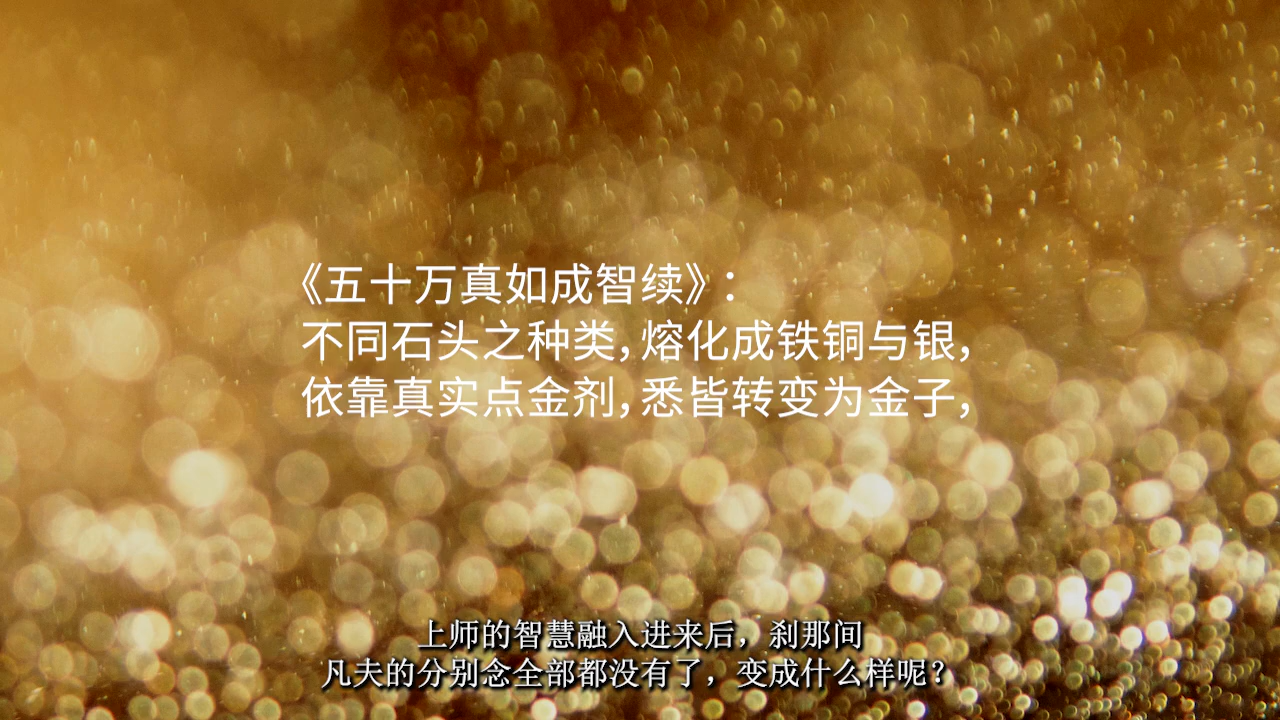 《五十万真如成智续》：
不同石头之种类，熔化成铁铜与银，
依靠真实点金剂，悉皆转变为金子，
上师的智慧融入进来后，刹那间
凡夫的分别念全部都没有了，变成什么样呢？